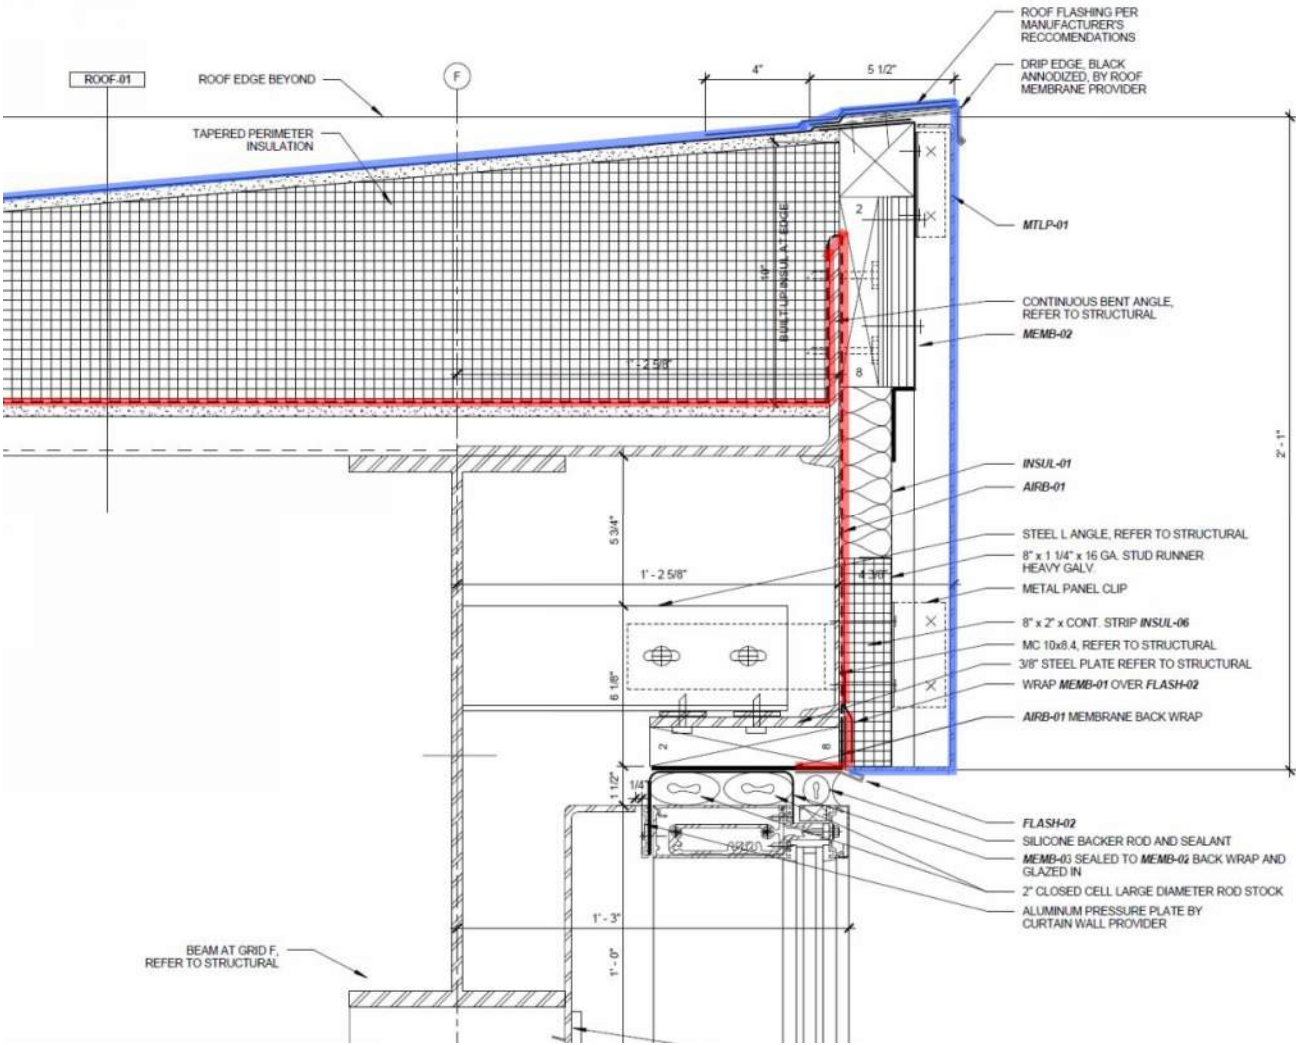 ROOF FLASHING PER
MANUFACTURER'S
RECCOMENDATIONS
ROOF-01
ROOF EDGE BEYOND
F
4"
5 1/2"
DRIP EDGE, BLACK
ANNODIZED, BY ROOF
MEMBRANE PROVIDER
TAPERED PERIMETER
INSULATION
2
MTLP-01
10"
BUILT UP INSUL AT EDGE
CONTINUOUS BENT ANGLE,
REFER TO STRUCTURAL
MEMB-02
1' - 2 5/8"
8
2' - 1"
INSUL-01
AIRB-01
5 3/4"
STEEL L ANGLE, REFER TO STRUCTURAL
8" x 1 1/4" x 16 GA. STUD RUNNER
HEAVY GALV.
1' - 2 5/8"
METAL PANEL CLIP
8" x 2" x CONT. STRIP INSUL-06
MC 10x8.4, REFER TO STRUCTURAL
3/8" STEEL PLATE REFER TO STRUCTURAL
6 1/8"
WRAP MEMB-01 OVER FLASH-02
AIRB-01 MEMBRANE BACK WRAP
2
8
1 1/2"
1/4"
FLASH-02
SILICONE BACKER ROD AND SEALANT
MEMB-03 SEALED TO MEMB-02 BACK WRAP AND
GLAZED IN
2" CLOSED CELL LARGE DIAMETER ROD STOCK
ALUMINUM PRESSURE PLATE BY
CURTAIN WALL PROVIDER
1' - 3"
1' - 0"
BEAM AT GRID F,
REFER TO STRUCTURAL